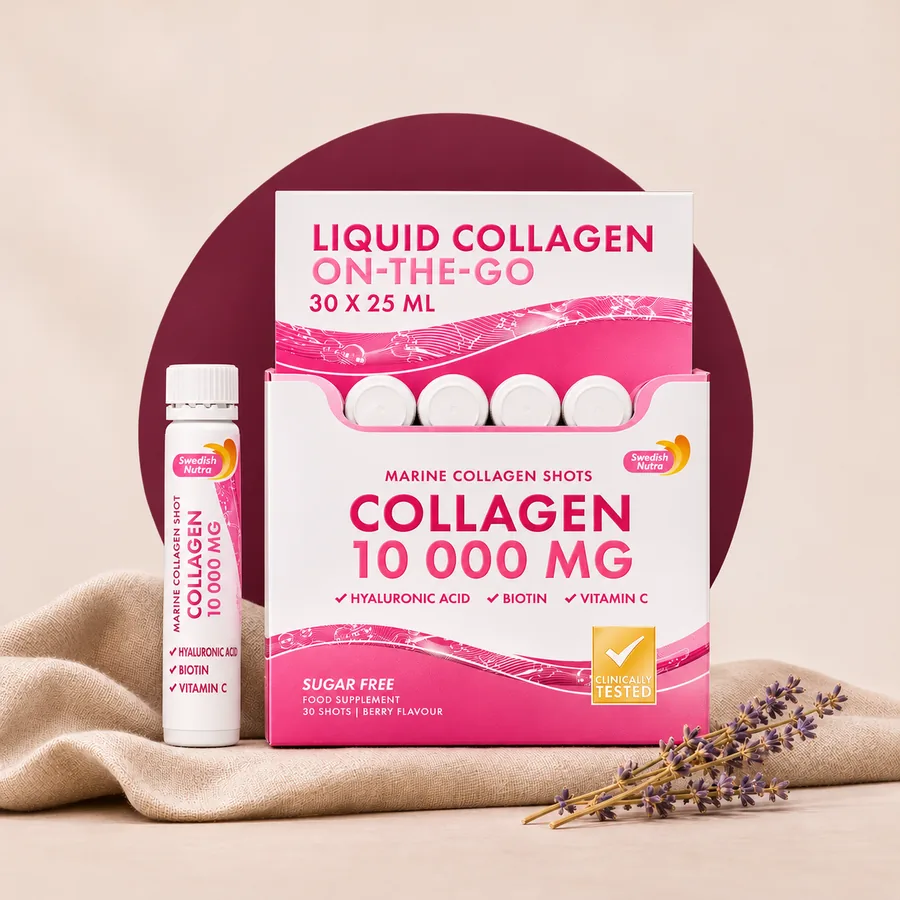 LIQUID COLLAGEN
ON-THE-GO
30 X 25 ML
Swedish
Nutra
MARINE COLLAGEN SHOTS
COLLAGEN
10 000 MG
✓ HYALURONIC ACID ✓ BIOTIN ✓ VITAMIN C
CLINICALLY
TESTED
SUGAR FREE
FOOD SUPPLEMENT
30 SHOTS | BERRY FLAVOUR
Swedish
Nutra
MARINE COLLAGEN SHOT
COLLAGEN
10 000 MG
✓ HYALURONIC ACID
✓ BIOTIN
✓ VITAMIN C